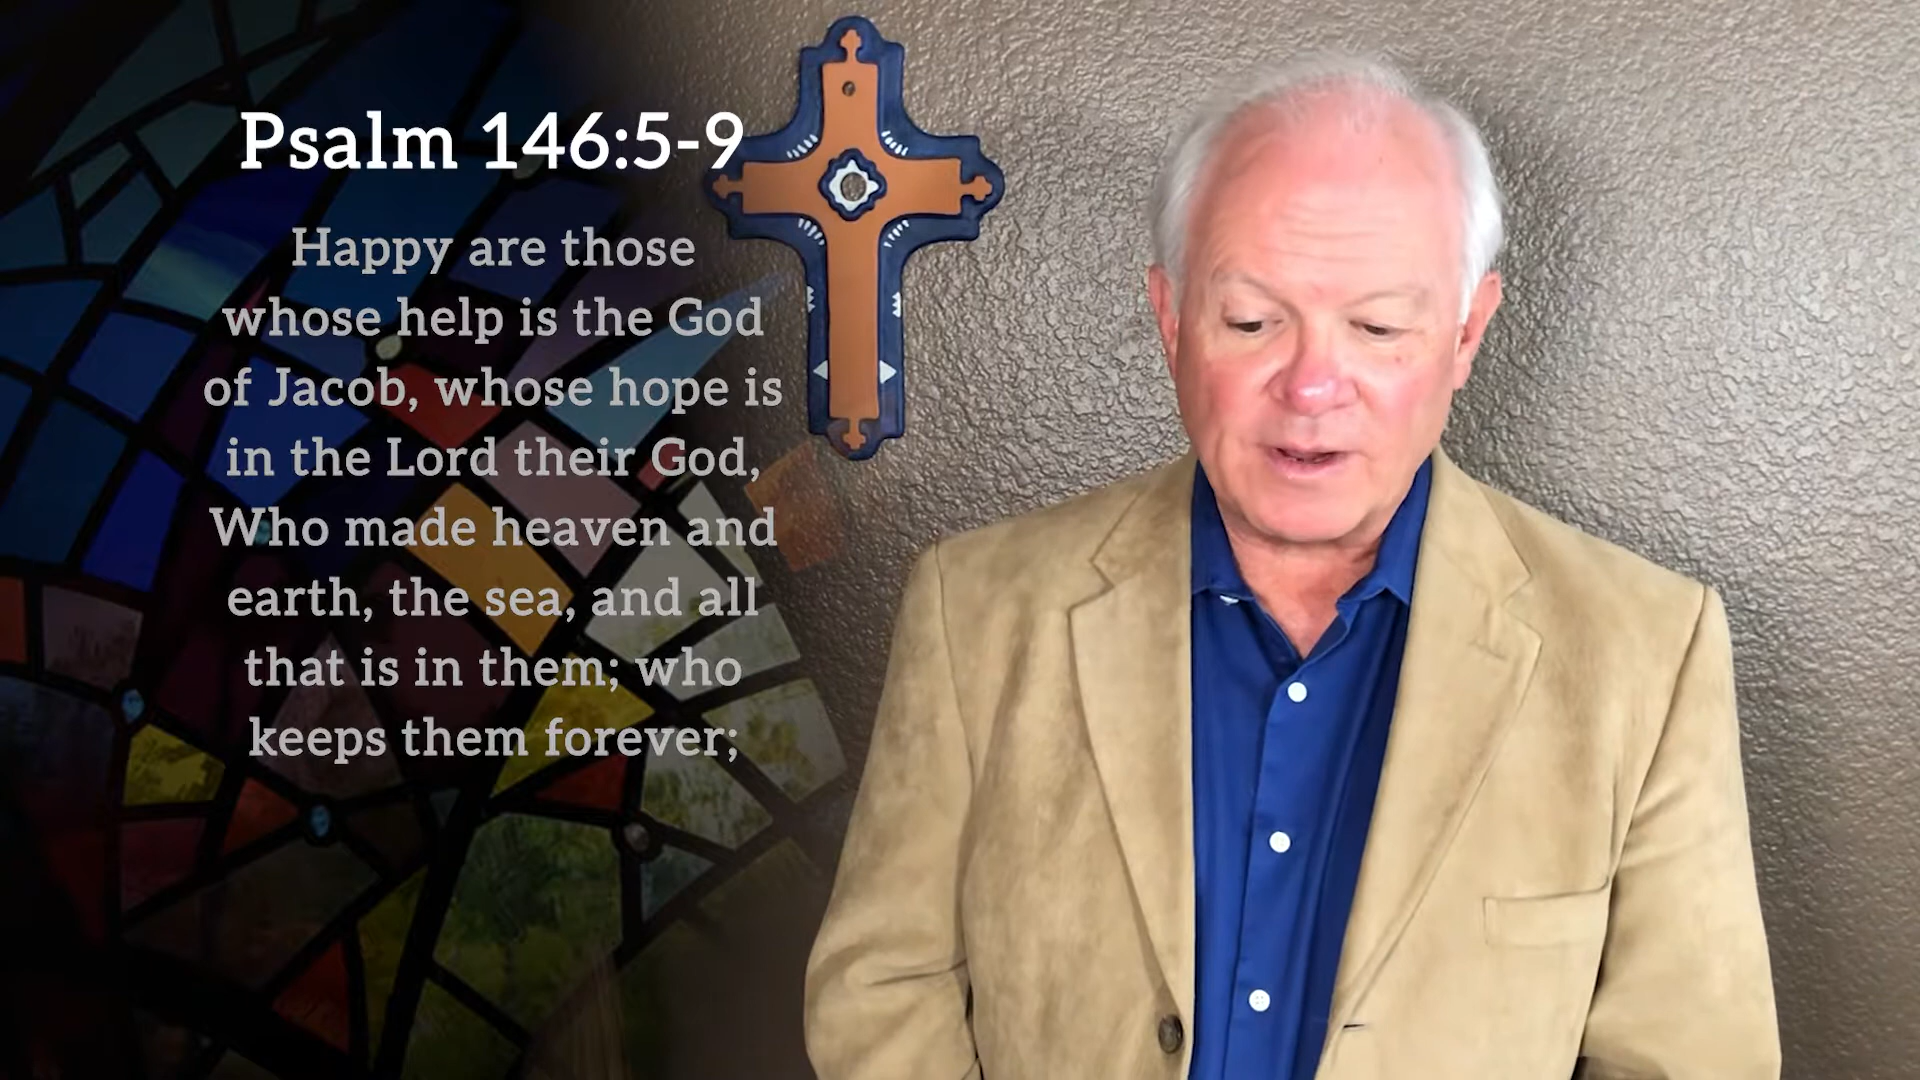 Psalm 146:5-9
Happy are those
whose help is the God
of Jacob, whose hope is
in the Lord their God,
Who made heaven and
earth, the sea, and all
that is in them; who
keeps them forever;